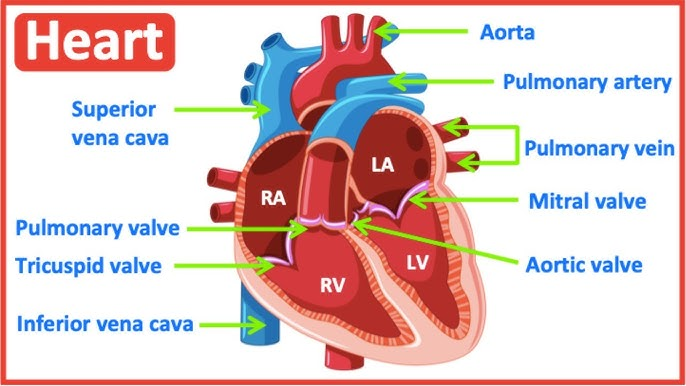 Heart
Aorta
Pulmonary artery
Superior
vena cava
Pulmonary vein
LA
RA
Mitral valve
Pulmonary valve
Tricuspid valve
Aortic valve
LV
RV
Inferior vena cava